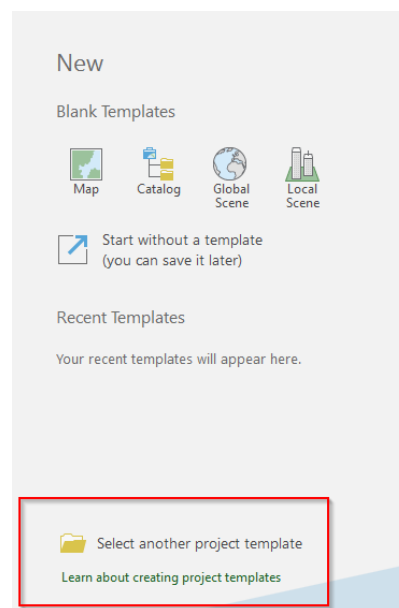 New
Blank Templates
Map Catalog Global Scene Local Scene
Start without a template
(you can save it later)
Recent Templates
Your recent templates will appear here.
Select another project template
Learn about creating project templates